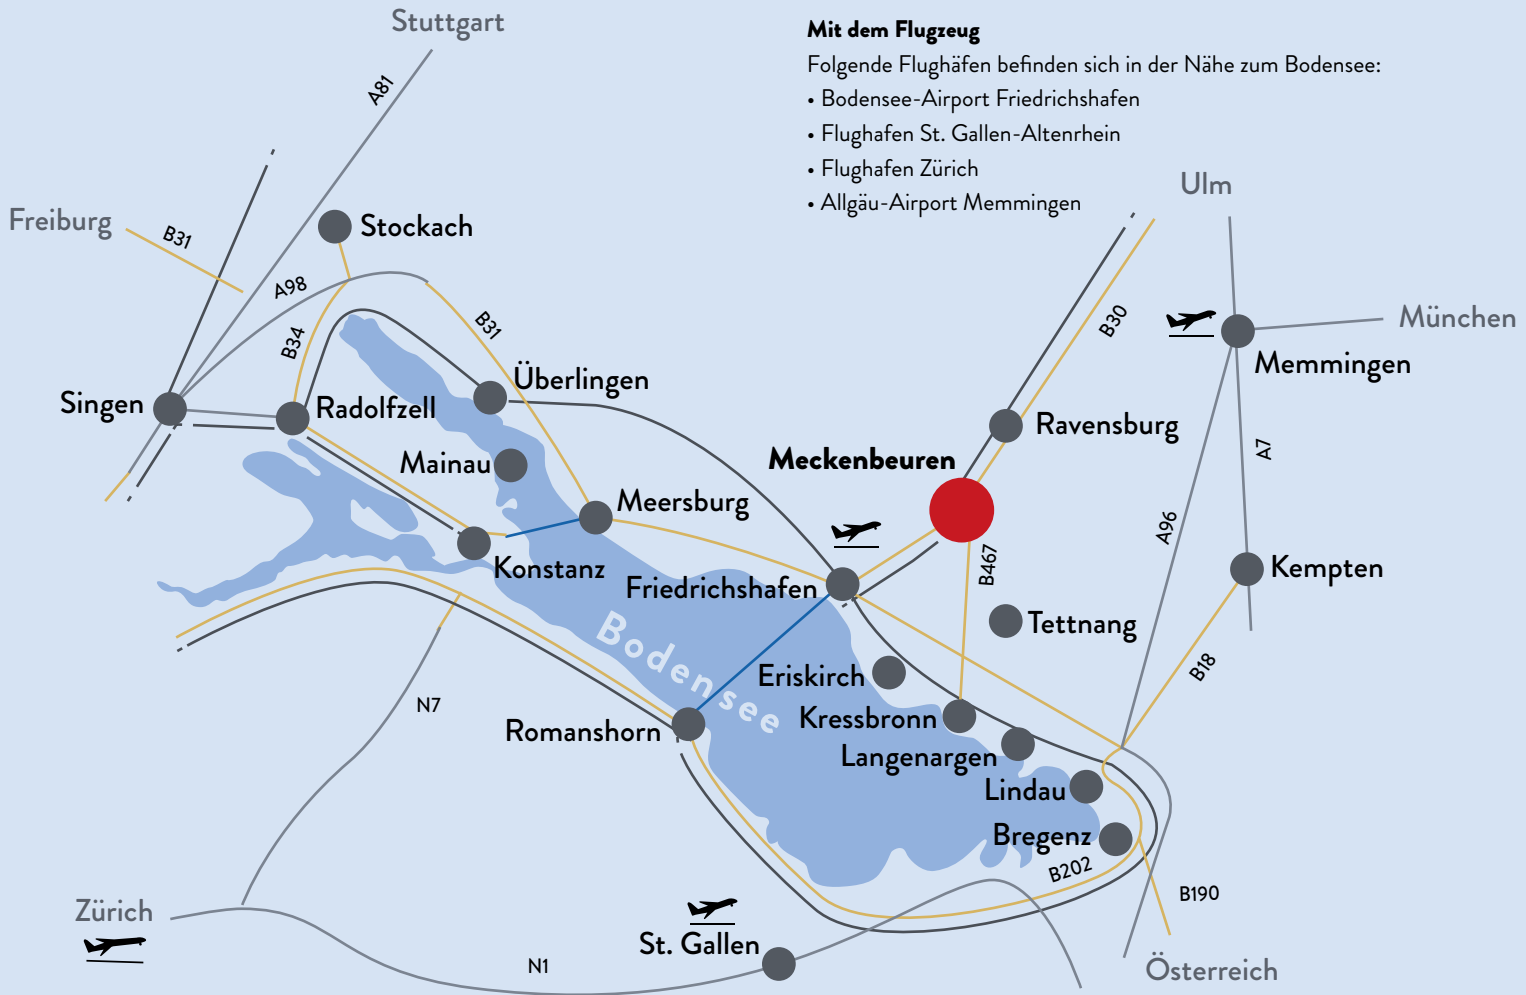 Stuttgart
Mit dem Flugzeug
Folgende Flughäfen befinden sich in der Nähe zum Bodensee:
• Bodensee-Airport Friedrichshafen
• Flughafen St. Gallen-Altenrhein
• Flughafen Zürich
• Allgäu-Airport Memmingen
A81
Ulm
Freiburg
B31
Stockach
A98
B34
B31
B30
München
Memmingen
Überlingen
Singen
Radolfzell
Ravensburg
Mainau
Meckenbeuren
A7
Meersburg
A96
Konstanz
B467
Kempten
Friedrichshafen
Tettnang
Bodensee
Eriskirch
B18
N7
Kressbronn
Romanshorn
Langenargen
Lindau
Bregenz
B202
B190
Zürich
St. Gallen
N1
Österreich